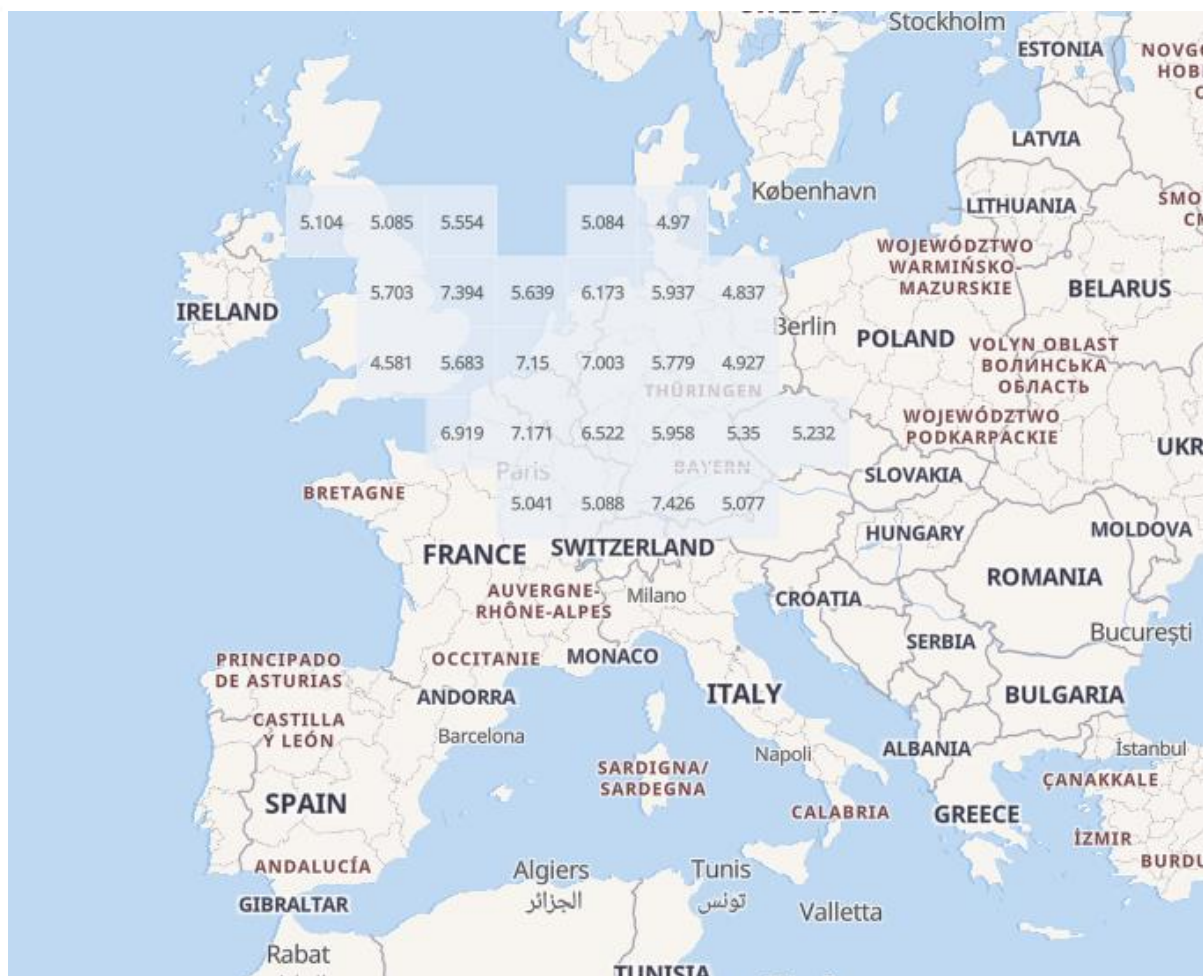 SWEDEN
Stockholm
ESTONIA
LATVIA
København
LITHUANIA
WOJEWÓDZTWO
WARMIŃSKO-
MAZURSKIE
5.104 5.085 5.554 5.084 4.97
IRELAND
BELARUS
5.703 7.394 5.639 6.173 5.937 4.837
Berlin
POLAND
VOLYN OBLAST
ВОЛИНСЬКА
ОБЛАСТЬ
4.581 5.683 7.15 7.003 5.779 4.927
THÜRINGEN
WOJEWÓDZTWO
PODKARPACKIE
6.919 7.171 6.522 5.958 5.35 5.232
Paris
BAYERN
SLOVAKIA
BRETAGNE
5.041 5.088 7.426 5.077
HUNGARY
MOLDOVA
FRANCE
SWITZERLAND
ROMANIA
AUVERGNE-
RHÔNE-ALPES
Milano
CROATIA
SERBIA
București
PRINCIPADO
DE ASTURIAS
OCCITANIE
MONACO
ANDORRA
ITALY
BULGARIA
CASTILLA
Y LEÓN
Barcelona
Napoli
ALBANIA
İstanbul
SARDIGNA/
SARDEGNA
ÇANAKKALE
SPAIN
CALABRIA
GREECE
İZMIR
ANDALUCÍA
Algiers
الجزائر
Tunis
تونس
GIBRALTAR
Valletta
Rabat
TUNISIA